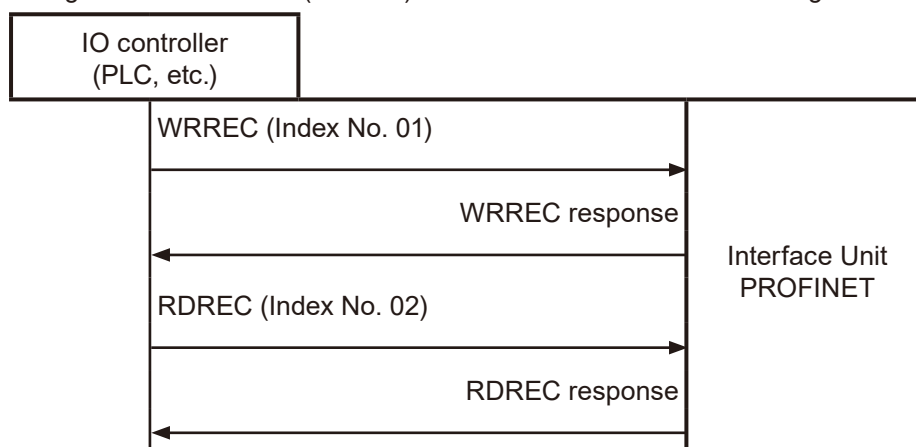 IO controller
(PLC, etc.)
WRREC (Index No. 01)
WRREC response
Interface Unit
PROFINET
RDREC (Index No. 02)
RDREC response